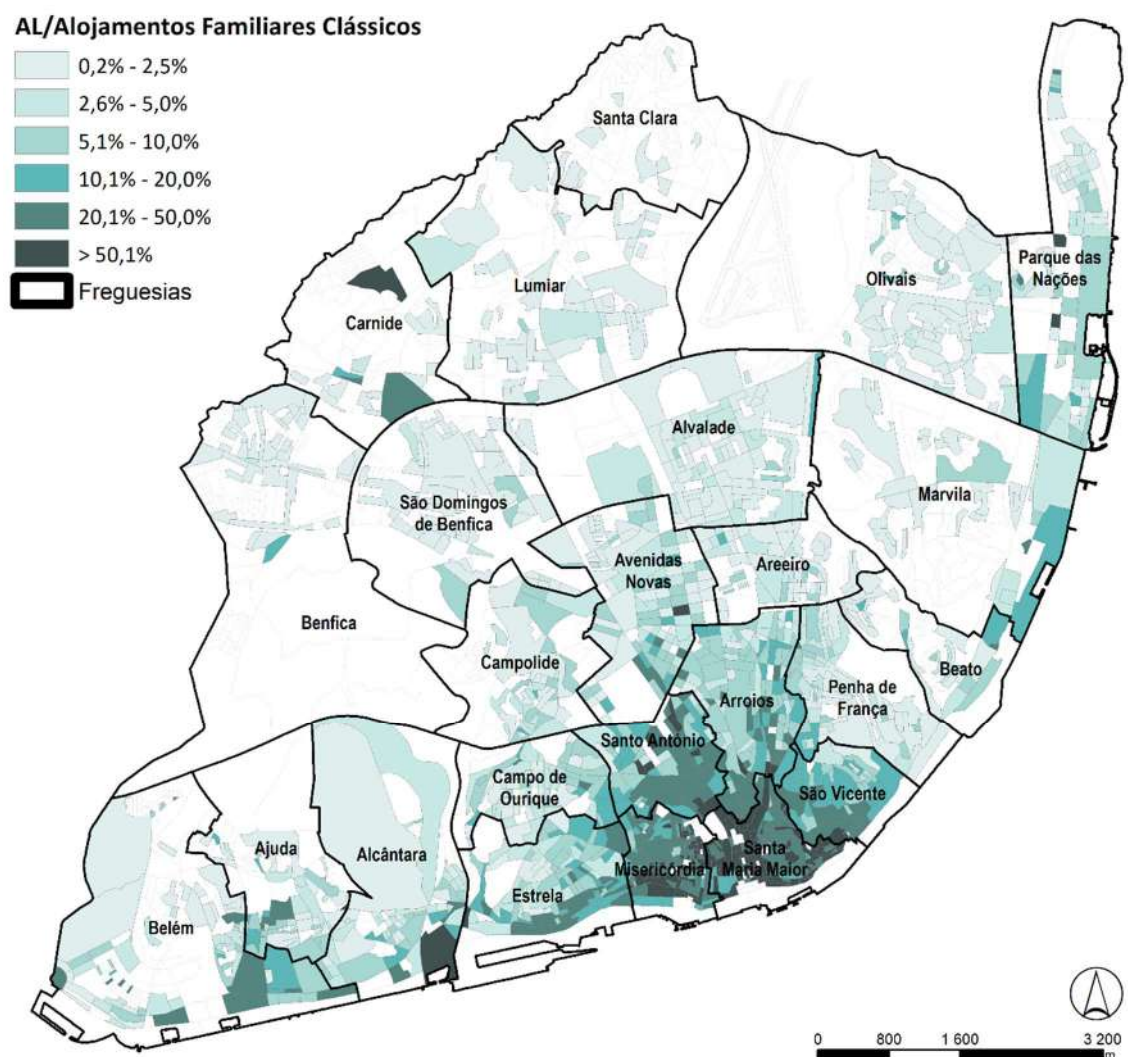 AL/Alojamentos Familiares Clássicos
0,2% - 2,5%
2,6% - 5,0%
5,1% - 10,0%
10,1% - 20,0%
20,1% - 50,0%
> 50,1%
Freguesias
Santa Clara
Lumiar
Olivais
Parque das
Nações
Carnide
Alvalade
Marvila
São Domingos
de Benfica
Avenidas
Novas
Areeiro
Benfica
Campolide
Beato
Penha de
França
Arroios
Santo António
Campo de
Ourique
São Vicente
Ajuda
Alcântara
Santa
Maria Maior
Misericórdia
Estrela
Belém
0 800 1 600 3 200
m